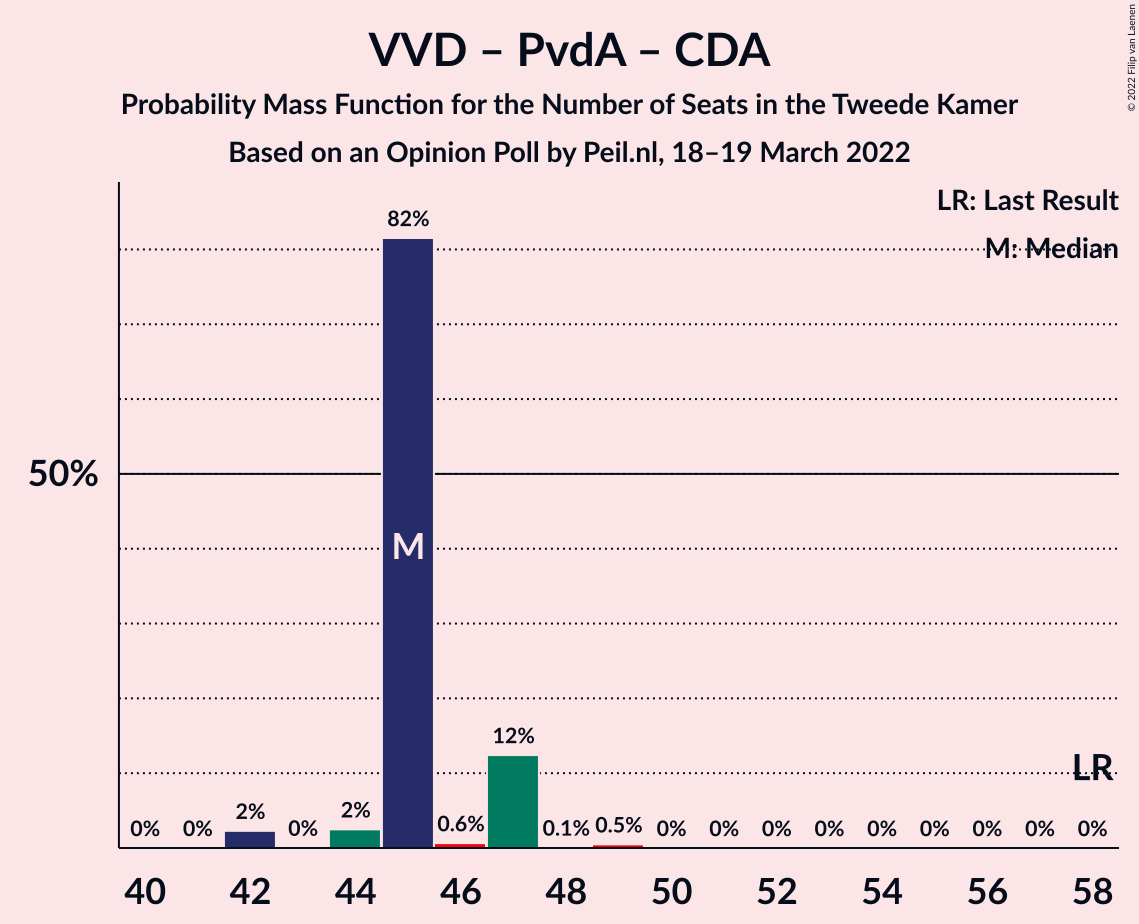 VVD – PvdA – CDA
Probability Mass Function for the Number of Seats in the Tweede Kamer
Based on an Opinion Poll by Peil.nl, 18–19 March 2022
© 2022 Filip van Laenen
LR: Last Result
M: Median
82%
50%
M
12%
LR
0% 0% 2% 0% 2% 0.6% 0.1% 0.5% 0% 0% 0% 0% 0% 0% 0% 0% 0%
40 42 44 46 48 50 52 54 56 58